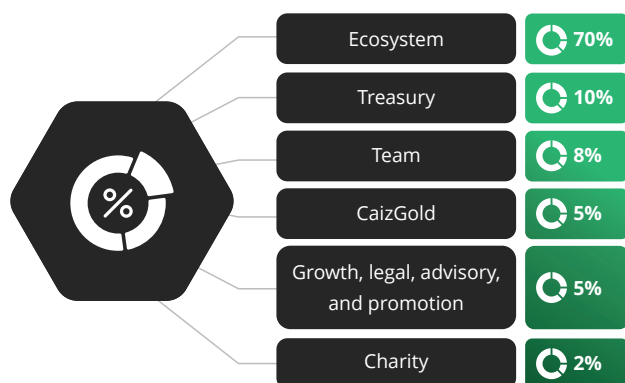 Ecosystem 70%
Treasury 10%
Team 8%
CaizGold 5%
Growth, legal, advisory,
and promotion 5%
Charity 2%
%